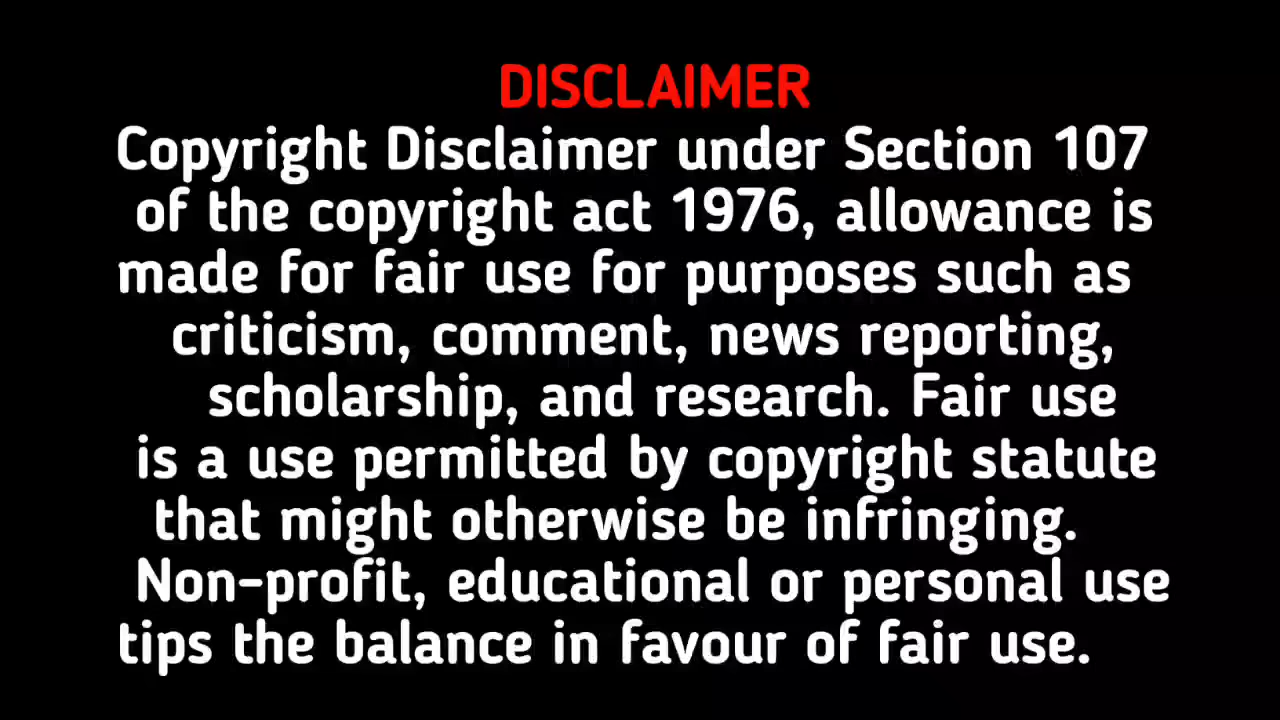 DISCLAIMER
Copyright Disclaimer under Section 107
of the copyright act 1976, allowance is
made for fair use for purposes such as
criticism, comment, news reporting,
scholarship, and research. Fair use
is a use permitted by copyright statute
that might otherwise be infringing.
Non-profit, educational or personal use
tips the balance in favour of fair use.